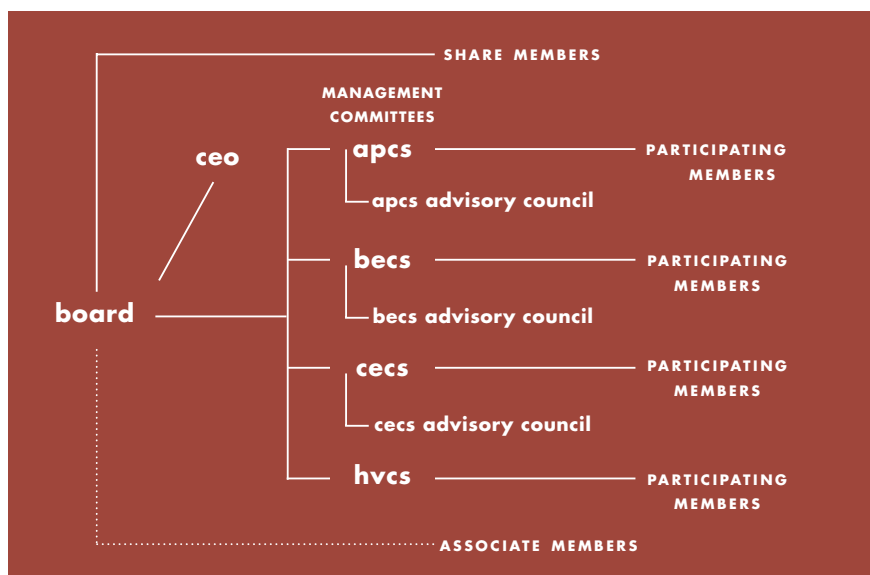 SHARE MEMBERS
MANAGEMENT
COMMITTEES
ceo
apcs
PARTICIPATING
MEMBERS
apcs advisory council
becs
PARTICIPATING
MEMBERS
board
becs advisory council
cecs
PARTICIPATING
MEMBERS
cecs advisory council
hvcs
PARTICIPATING
MEMBERS
ASSOCIATE MEMBERS